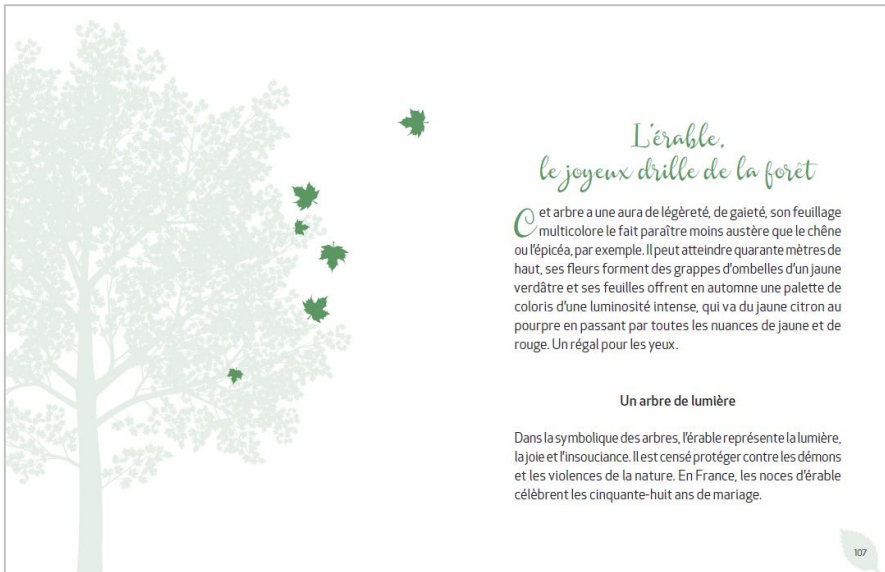 L'érable,
le joyeux drille de la forêt
Cet arbre a une aura de légèreté, de gaieté, son feuillage
multicolore le fait paraître moins austère que le chêne
ou l'épicéa, par exemple. Il peut atteindre quarante mètres de
haut, ses fleurs forment des grappes d'ombelles d'un jaune
verdâtre et ses feuilles offrent en automne une palette de
coloris d'une luminosité intense, qui va du jaune citron au
pourpre en passant par toutes les nuances de jaune et de
rouge. Un régal pour les yeux.
Un arbre de lumière
Dans la symbolique des arbres, l'érable représente la lumière,
la joie et l'insouciance. Il est censé protéger contre les démons
et les violences de la nature. En France, les noces d'érable
célèbrent les cinquante-huit ans de mariage.
107